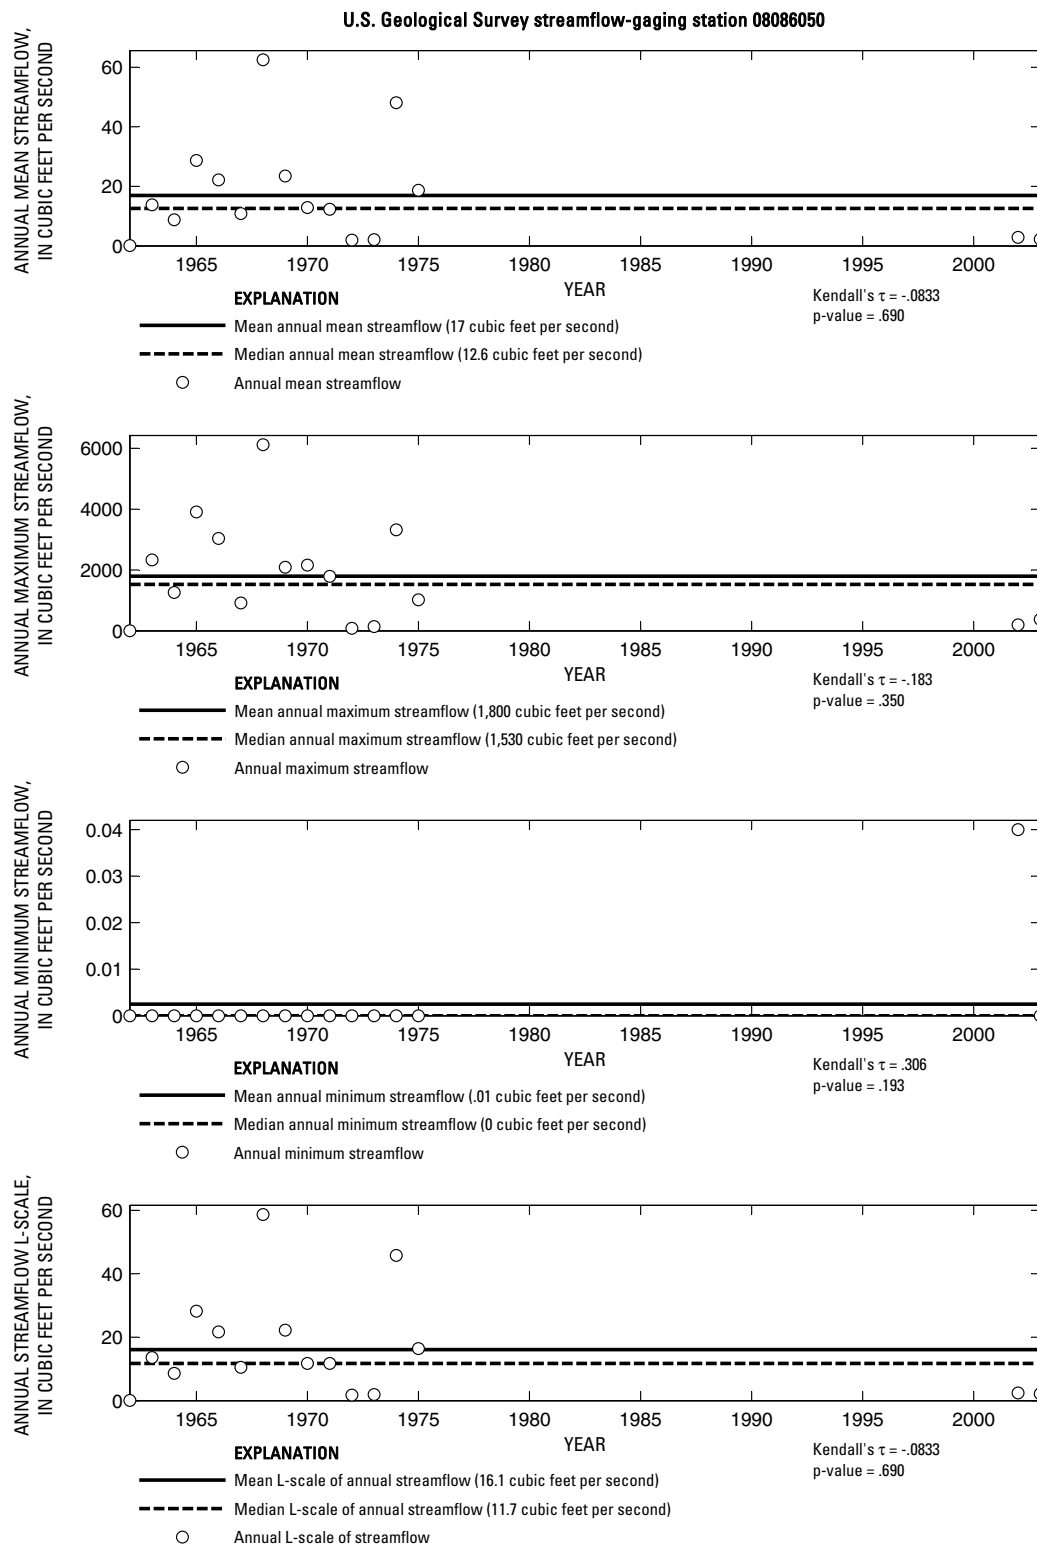 U.S. Geological Survey streamflow-gaging station 08086050
ANNUAL MEAN STREAMFLOW,
IN CUBIC FEET PER SECOND
60
40
20
0
1965 1970 1975 1980 1985 1990 1995 2000
YEAR
Kendall's τ = -.0833
p-value = .690
EXPLANATION
Mean annual mean streamflow (17 cubic feet per second)
Median annual mean streamflow (12.6 cubic feet per second)
Annual mean streamflow
ANNUAL MAXIMUM STREAMFLOW,
IN CUBIC FEET PER SECOND
6000
4000
2000
0
1965 1970 1975 1980 1985 1990 1995 2000
YEAR
Kendall's τ = -.183
p-value = .350
EXPLANATION
Mean annual maximum streamflow (1,800 cubic feet per second)
Median annual maximum streamflow (1,530 cubic feet per second)
Annual maximum streamflow
ANNUAL MINIMUM STREAMFLOW,
IN CUBIC FEET PER SECOND
0.04
0.03
0.02
0.01
0
1965 1970 1975 1980 1985 1990 1995 2000
YEAR
Kendall's τ = .306
p-value = .193
EXPLANATION
Mean annual minimum streamflow (.01 cubic feet per second)
Median annual minimum streamflow (0 cubic feet per second)
Annual minimum streamflow
ANNUAL STREAMFLOW L-SCALE,
IN CUBIC FEET PER SECOND
60
40
20
0
1965 1970 1975 1980 1985 1990 1995 2000
YEAR
Kendall's τ = -.0833
p-value = .690
EXPLANATION
Mean L-scale of annual streamflow (16.1 cubic feet per second)
Median L-scale of annual streamflow (11.7 cubic feet per second)
Annual L-scale of streamflow